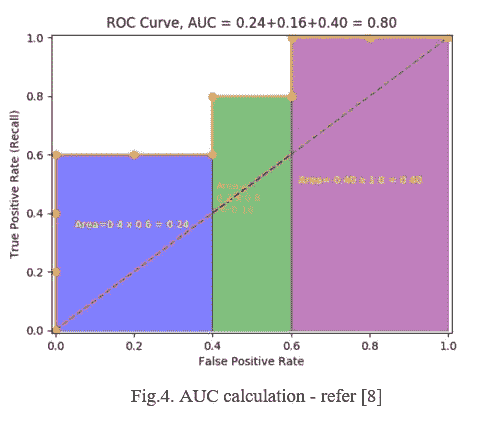 ROC Curve, AUC = 0.24+0.16+0.40 = 0.80
1.0
0.8
0.6
0.4
0.2
0.0
True Positive Rate (Recall)
Area=0.4 x 0.6 = 0.24
Area= 0.40 x 1.0 = 0.40
0.0 0.2 0.4 0.6 0.8 1.0
False Positive Rate
Fig.4. AUC calculation - refer [8]